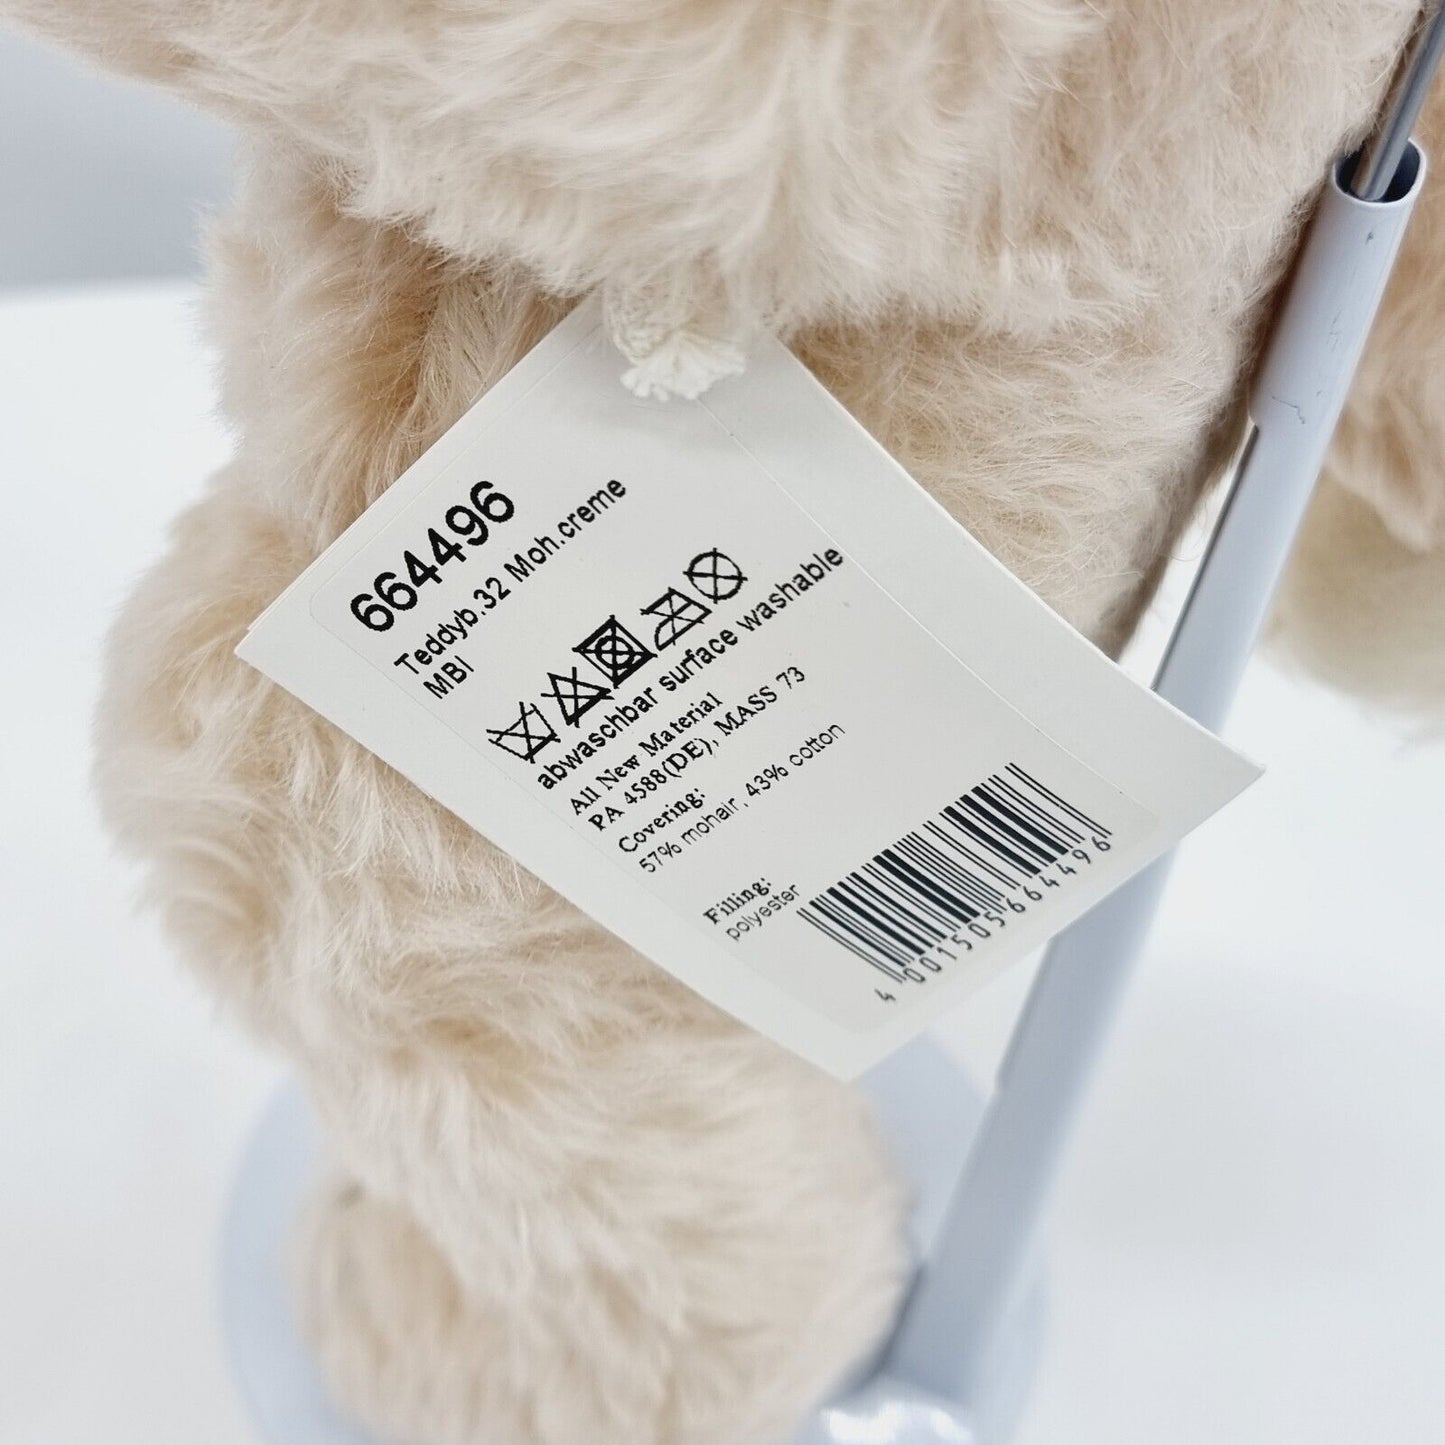 664496
Teddyb.32 Moh.creme
MBI
abwaschbar surface washable
All New Material
PA 4588(DE), MASS 73
Covering:
57% mohair, 43% cotton
Filling:
polyester
4 001505 664496